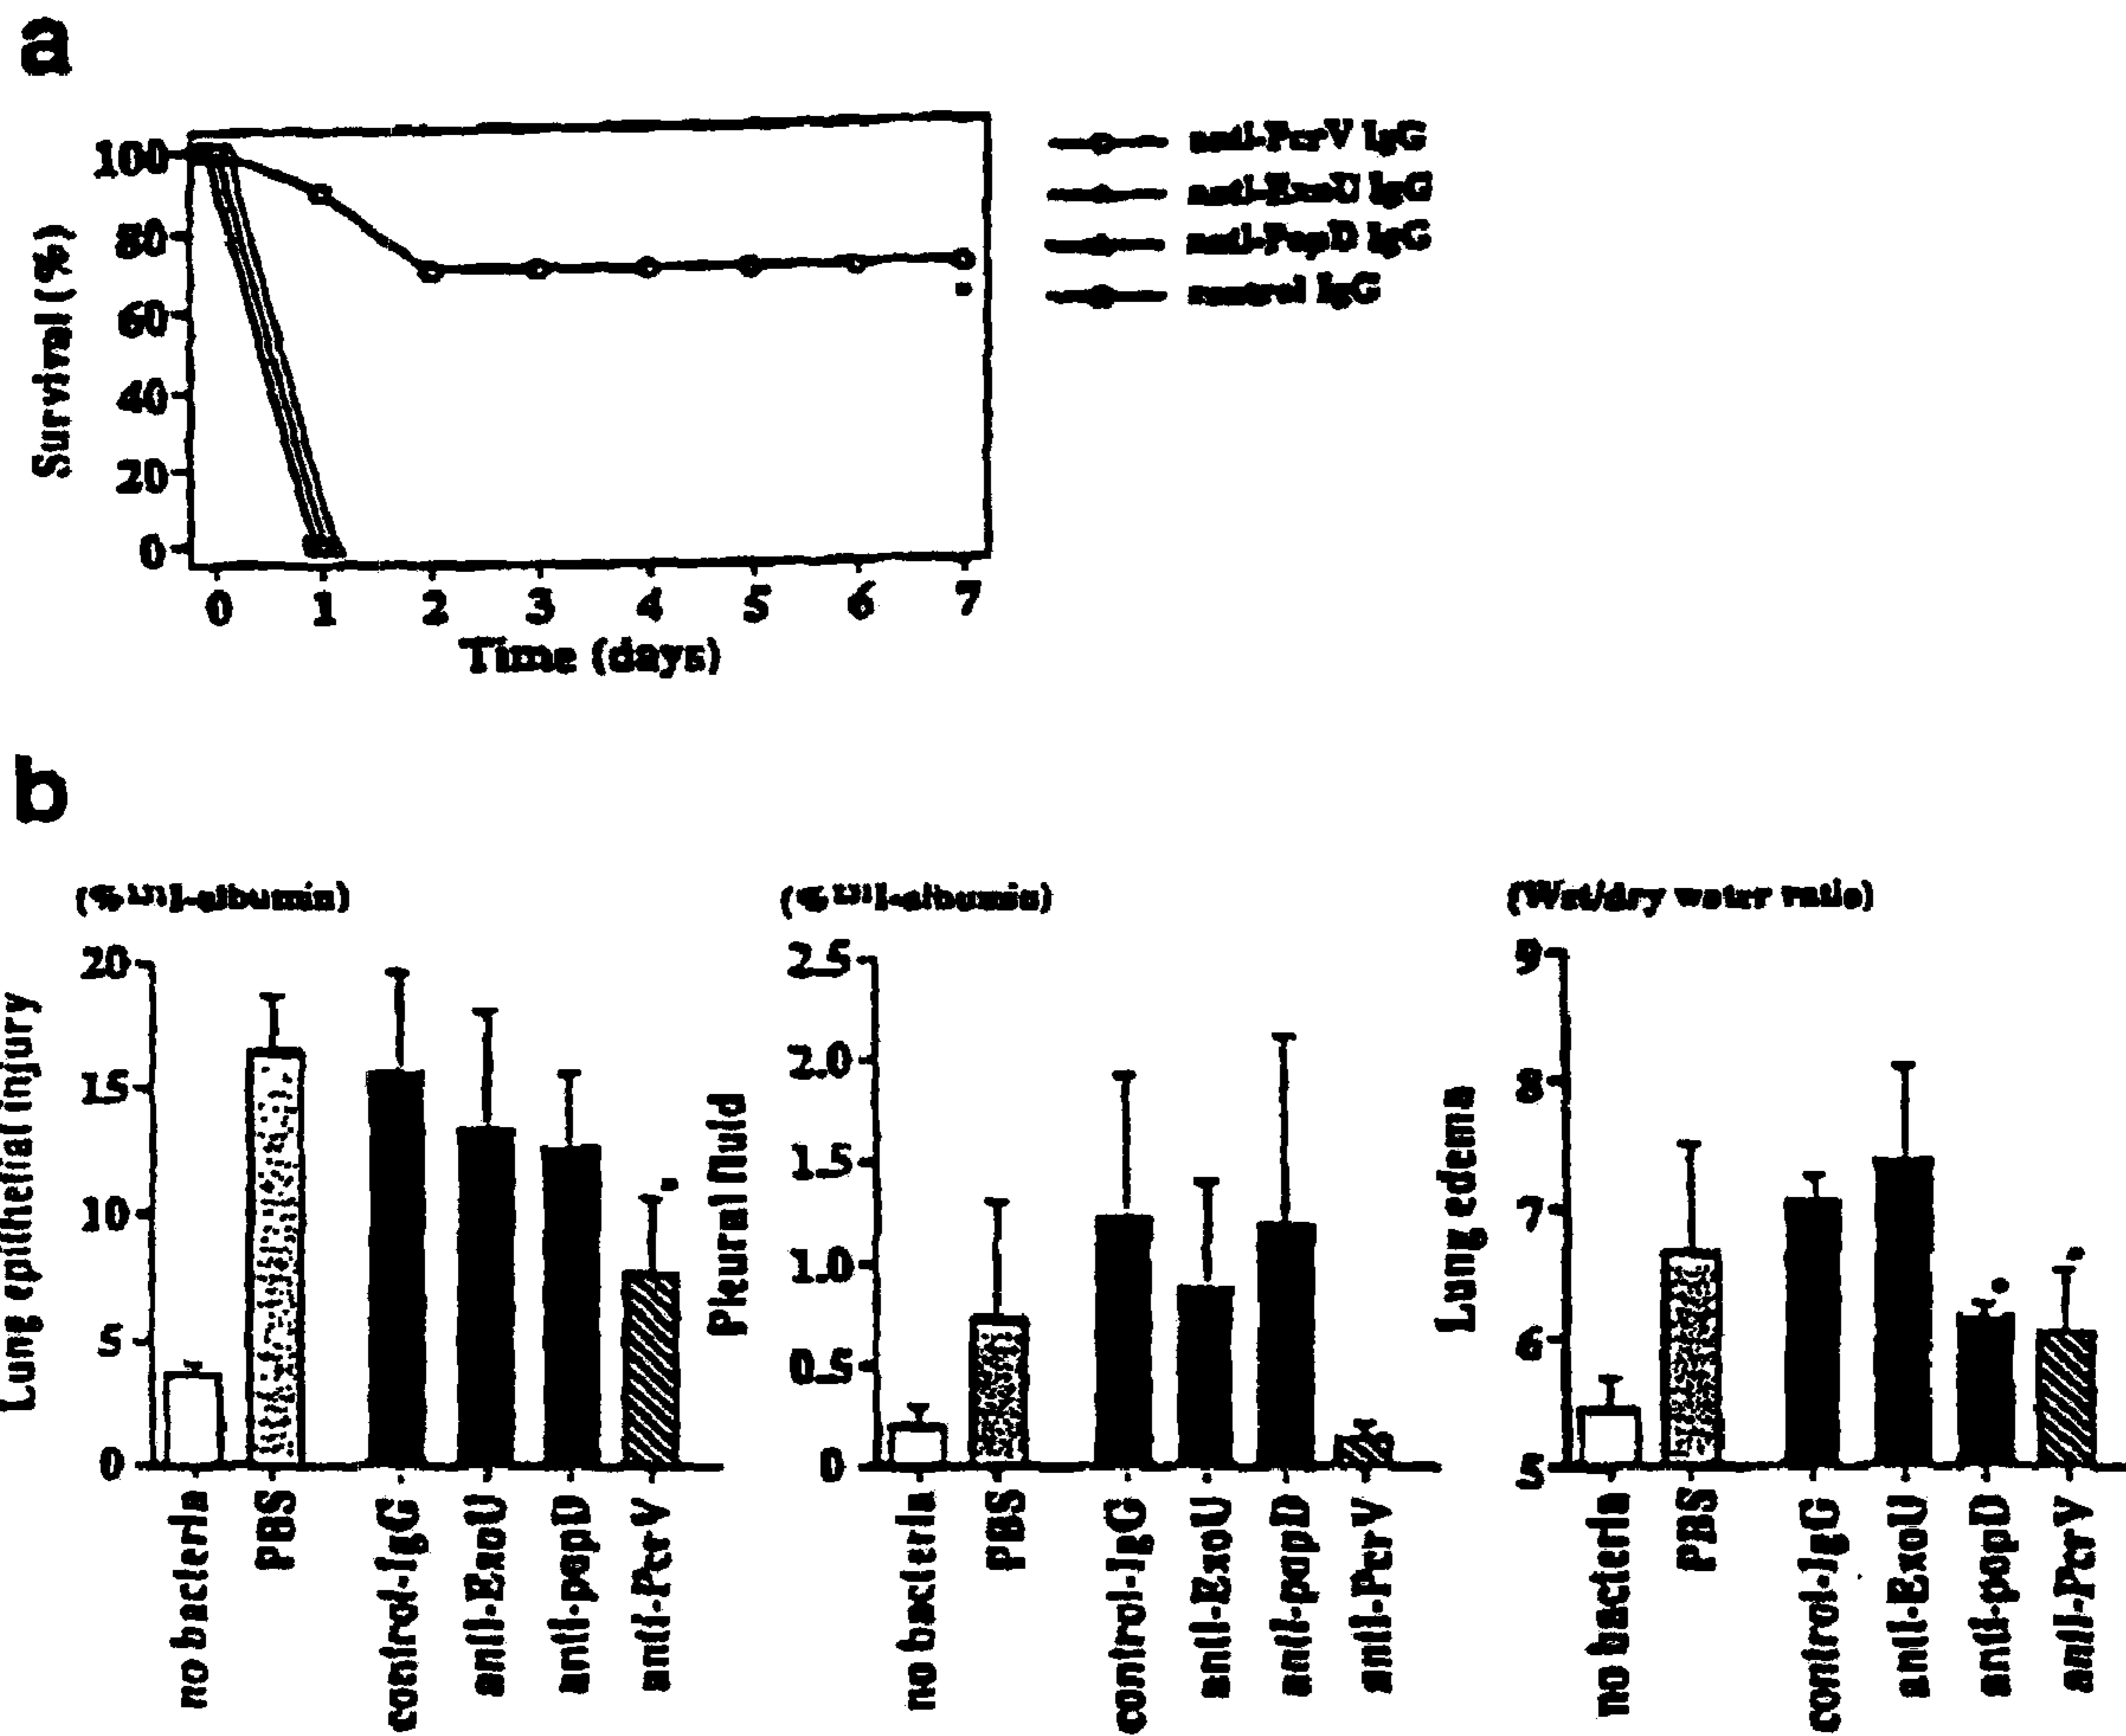 a
100
80
60
40
20
0
Survival (%)
0 1 2 3 4 5 6 7
Time (days)
anti-PcrV IgG
anti-ExoU IgG
anti-PopD IgG
control IgG
b
(% ¹³¹I-albumin)
20
15
10
5
0
Lung epithelial injury
no bacteria
PBS
control-IgG
anti-ExoU
anti-popD
anti-PcrV
(% ¹³¹I-albumin)
2.5
2.0
1.5
1.0
0.5
0
Pleural fluid
no bacteria
PBS
control-IgG
anti-ExoU
anti-popD
anti-PcrV
(Wet/dry water ratio)
9
8
7
6
5
Lung edema
no bacteria
PBS
control-IgG
anti-ExoU
anti-popD
anti-PcrV